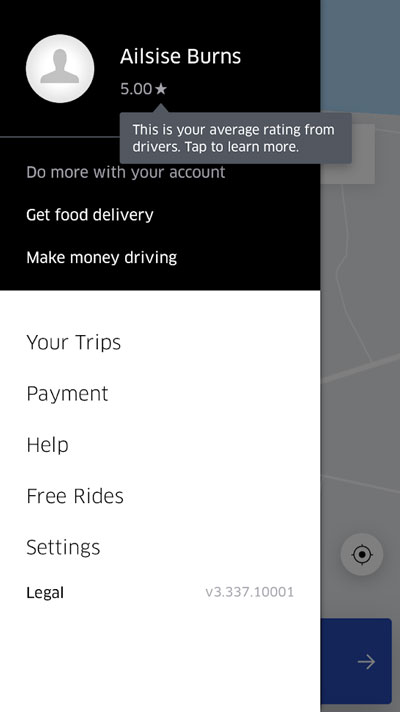 Ailsise Burns
5.00★
This is your average rating from
drivers. Tap to learn more.
Do more with your account
Get food delivery
Make money driving
Your Trips
Payment
Help
Free Rides
Settings
Legal
v3.337.10001